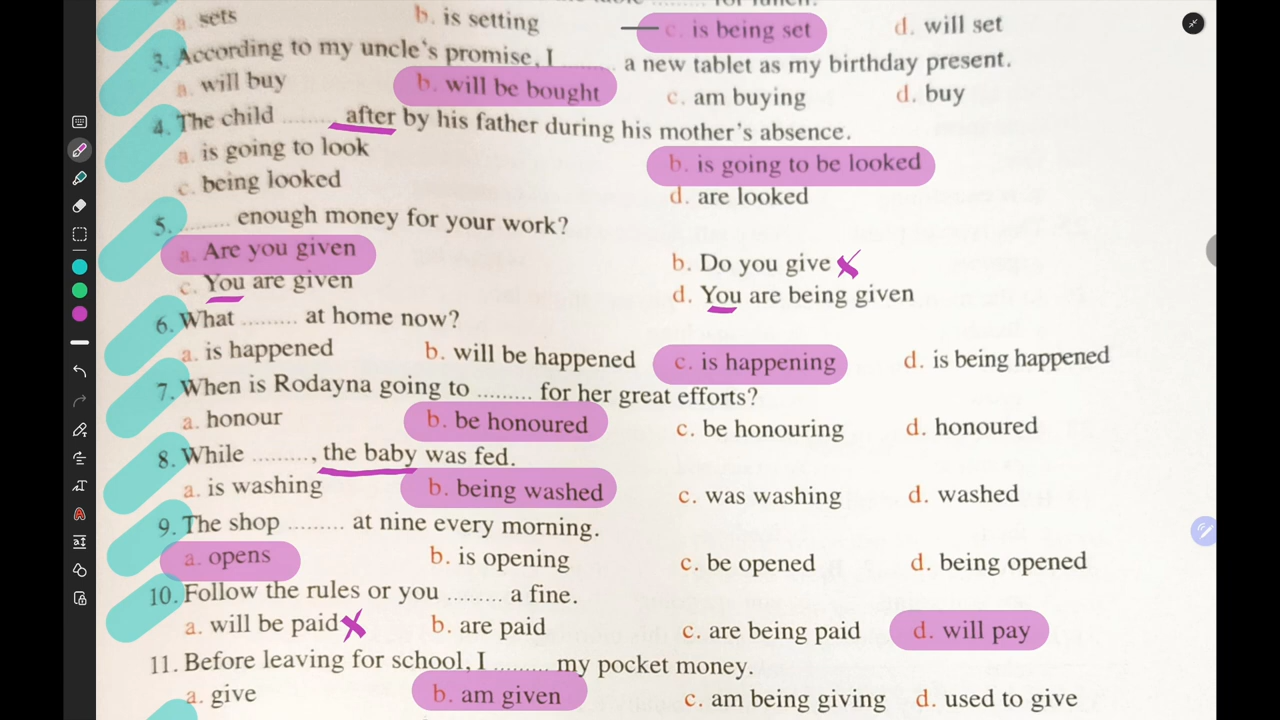 for lunch.
a. sets b. is setting c. is being set d. will set
3. According to my uncle's promise, I ......... a new tablet as my birthday present.
a. will buy b. will be bought c. am buying d. buy
4. The child ......... after by his father during his mother's absence.
a. is going to look b. is going to be looked
c. being looked d. are looked
5. ......... enough money for your work?
a. Are you given b. Do you give
c. You are given d. You are being given
6. What ......... at home now?
a. is happened b. will be happened c. is happening d. is being happened
7. When is Rodayna going to ......... for her great efforts?
a. honour b. be honoured c. be honouring d. honoured
8. While ........., the baby was fed.
a. is washing b. being washed c. was washing d. washed
9. The shop ......... at nine every morning.
a. opens b. is opening c. be opened d. being opened
10. Follow the rules or you ......... a fine.
a. will be paid b. are paid c. are being paid d. will pay
11. Before leaving for school, I ......... my pocket money.
a. give b. am given c. am being giving d. used to give